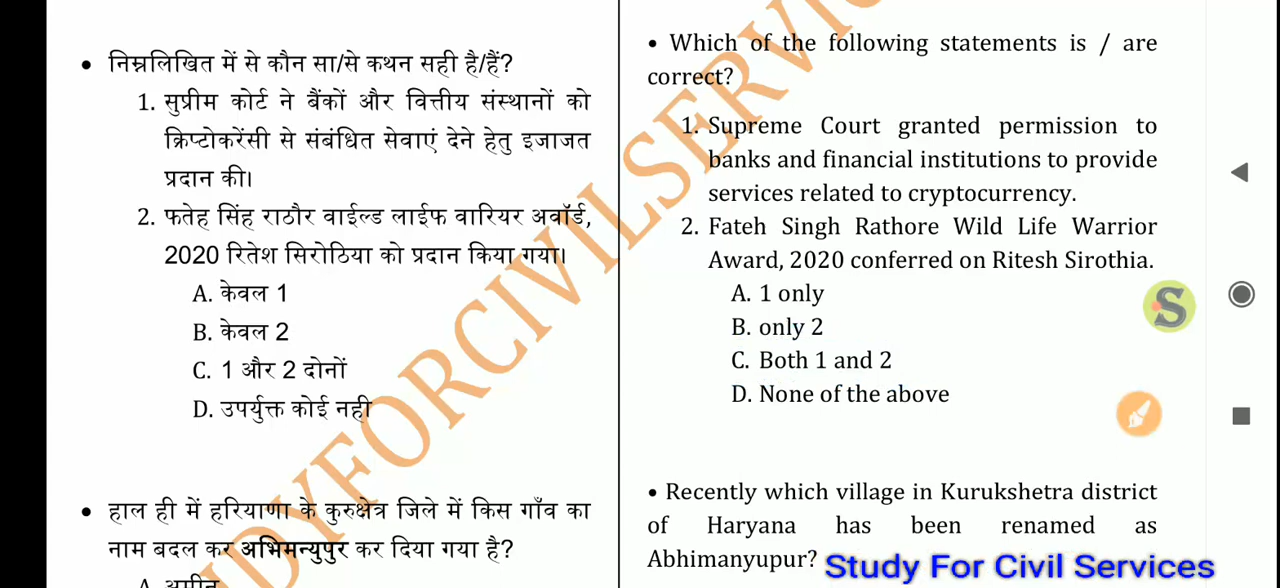 • निम्नलिखित में से कौन सा/से कथन सही है/हैं?
1. सुप्रीम कोर्ट ने बैंकों और वित्तीय संस्थानों को
क्रिप्टोकरेंसी से संबंधित सेवाएं देने हेतु इजाजत
प्रदान की।
2. फतेह सिंह राठौर वाईल्ड लाईफ वारियर अवॉर्ड,
2020 रितेश सिरोठिया को प्रदान किया गया।
A. केवल 1
B. केवल 2
C. 1 और 2 दोनों
D. उपर्युक्त कोई नही
• हाल ही में हरियाणा के कुरुक्षेत्र जिले में किस गाँव का
नाम बदल कर अभिमन्युपुर कर दिया गया है?
A. अमीन
• Which of the following statements is / are
correct?
1. Supreme Court granted permission to
banks and financial institutions to provide
services related to cryptocurrency.
2. Fateh Singh Rathore Wild Life Warrior
Award, 2020 conferred on Ritesh Sirothia.
A. 1 only
B. only 2
C. Both 1 and 2
D. None of the above
• Recently which village in Kurukshetra district
of Haryana has been renamed as
Abhimanyupur?
Study For Civil Services
UDYFORCIVILSERVIC
S